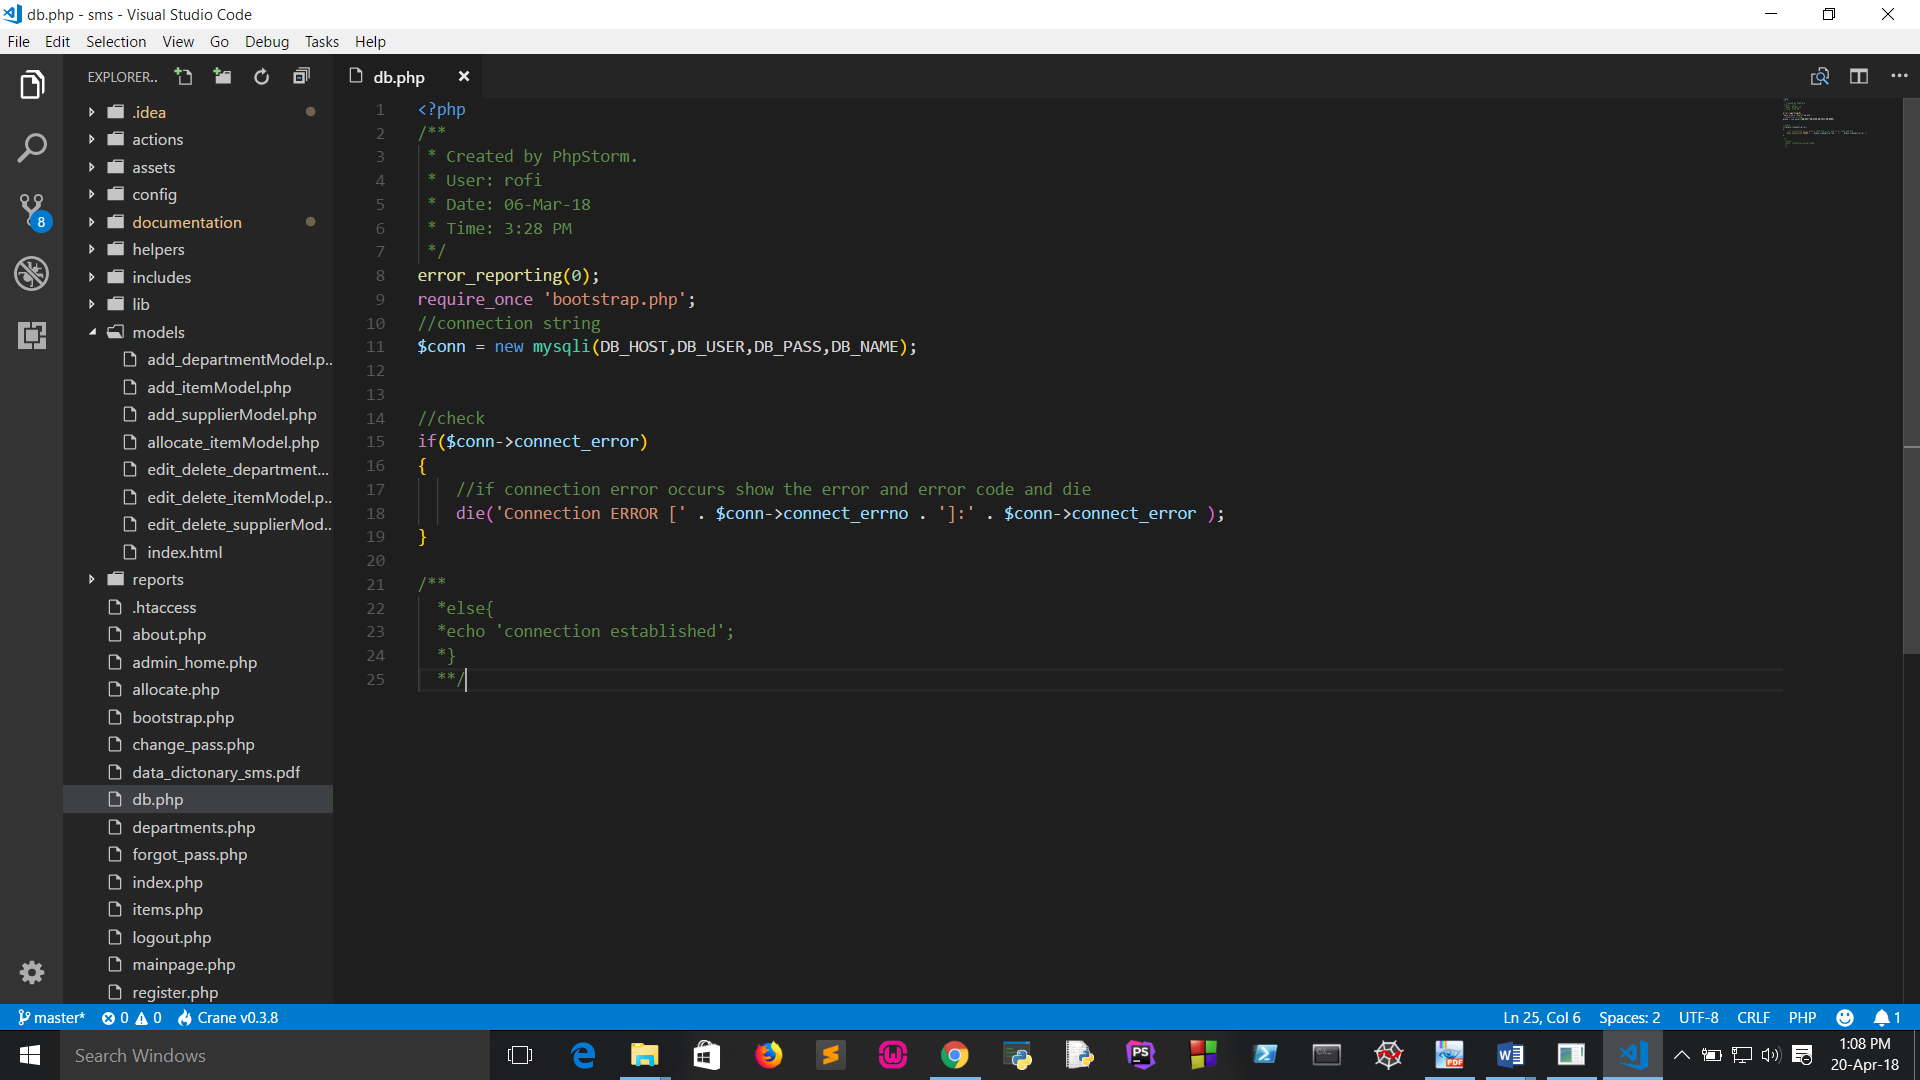 db.php - sms - Visual Studio Code
File Edit Selection View Go Debug Tasks Help
EXPLORER..
db.php
.idea
actions
assets
config
8
documentation
helpers
includes
lib
models
add_departmentModel.p..
add_itemModel.php
add_supplierModel.php
allocate_itemModel.php
edit_delete_department...
edit_delete_itemModel.p..
edit_delete_supplierMod..
index.html
reports
.htaccess
about.php
admin_home.php
allocate.php
bootstrap.php
change_pass.php
data_dictonary_sms.pdf
db.php
departments.php
forgot_pass.php
index.php
items.php
logout.php
mainpage.php
register.php
1 <?php
2 /**
3 * Created by PhpStorm.
4 * User: rofi
5 * Date: 06-Mar-18
6 * Time: 3:28 PM
7 */
8 error_reporting(0);
9 require_once 'bootstrap.php';
10 //connection string
11 $conn = new mysqli(DB_HOST,DB_USER,DB_PASS,DB_NAME);
12
13
14 //check
15 if($conn->connect_error)
16 {
17 //if connection error occurs show the error and error code and die
18 die('Connection ERROR [' . $conn->connect_errno . ']:' . $conn->connect_error );
19 }
20
21 /**
22 *else{
23 *echo 'connection established';
24 *}
25 **/
master* 0 0 Crane v0.3.8
Ln 25, Col 6 Spaces: 2 UTF-8 CRLF PHP 1
Search Windows
PS
PDF
1:08 PM
20-Apr-18